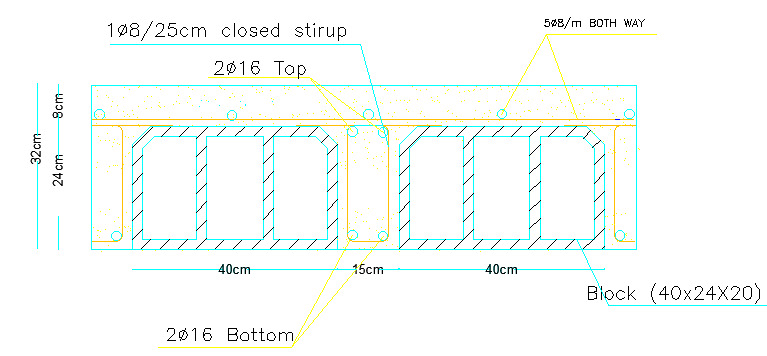 5ø8/m BOTH WAY
1ø8/25cm closed stirup
2ø16 Top
8cm
32cm
24cm
40cm
15cm
40cm
Block (40x24X20)
2ø16 Bottom